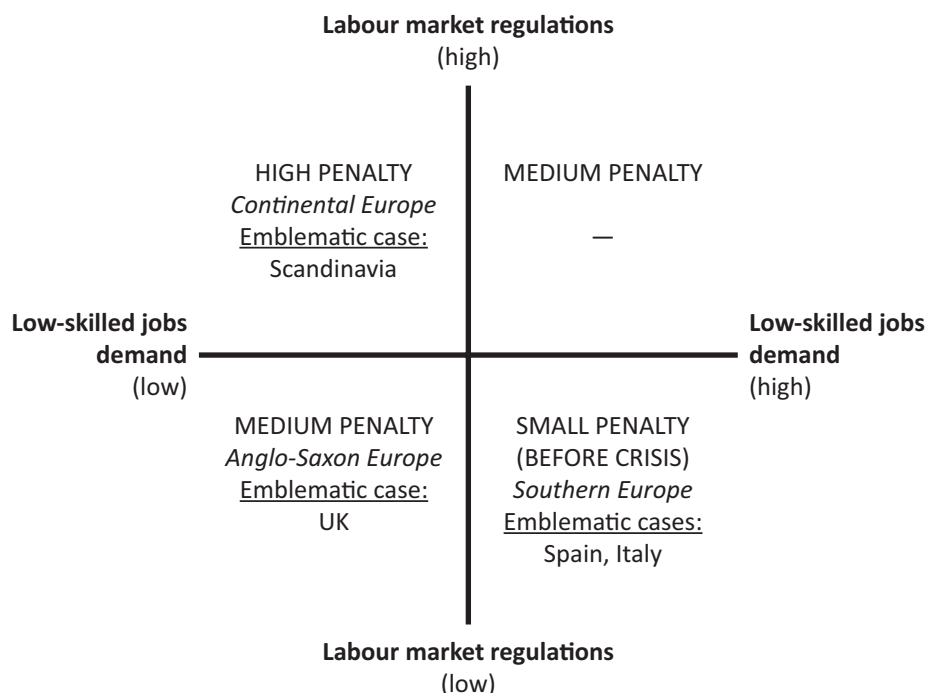 Labour market regulations
(high)
HIGH PENALTY
Continental Europe
Emblematic case:
Scandinavia
MEDIUM PENALTY
—
Low-skilled jobs
demand
(low)
Low-skilled jobs
demand
(high)
MEDIUM PENALTY
Anglo-Saxon Europe
Emblematic case:
UK
SMALL PENALTY
(BEFORE CRISIS)
Southern Europe
Emblematic cases:
Spain, Italy
Labour market regulations
(low)